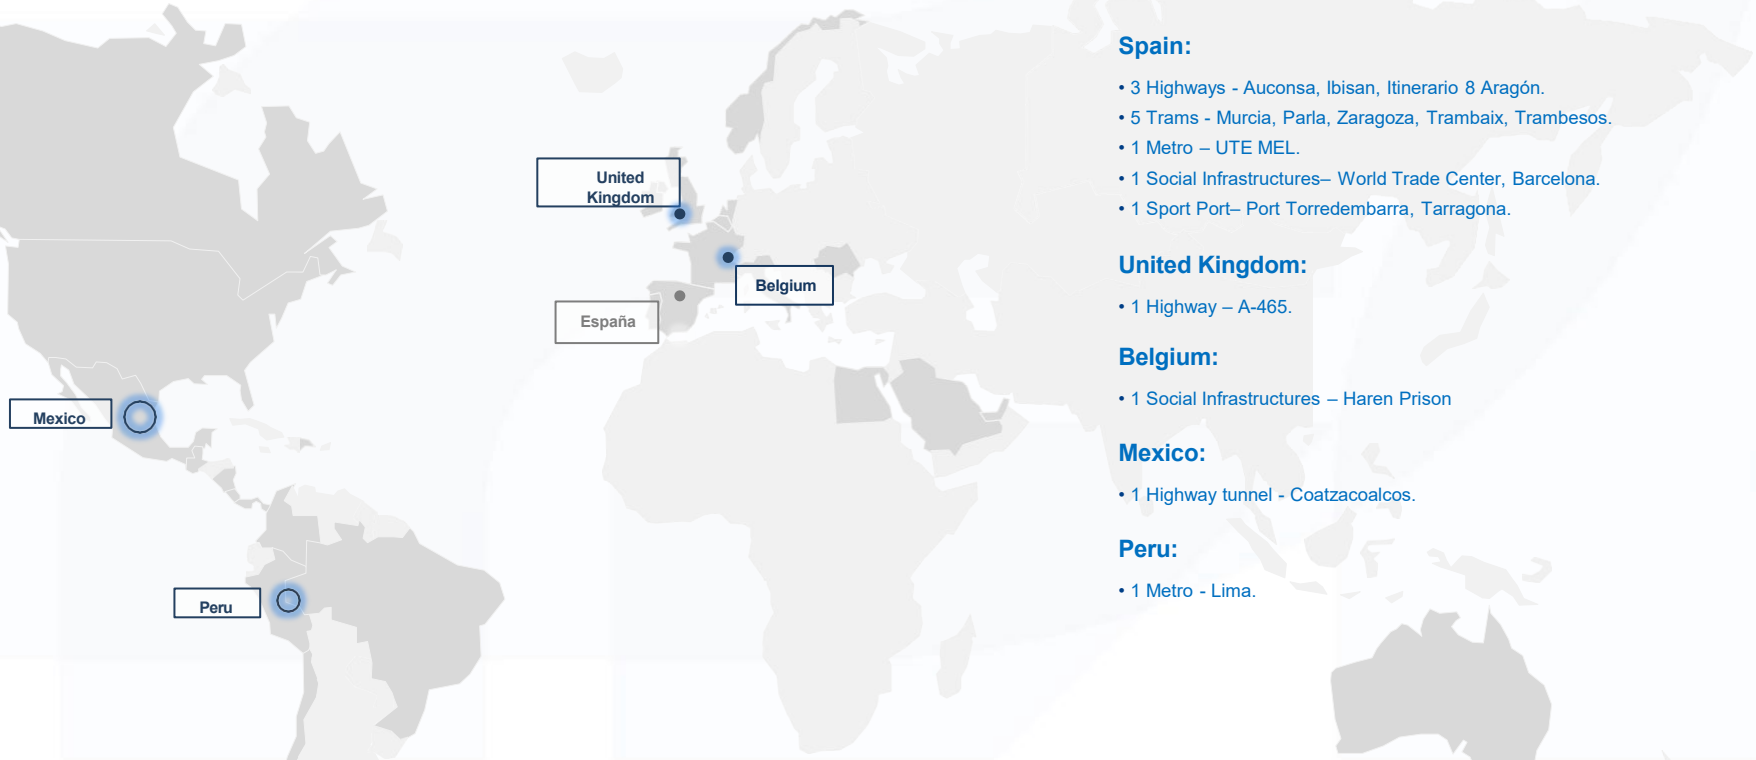 United
Kingdom
Belgium
España
Mexico
Peru
Spain:
• 3 Highways - Auconsa, Ibisan, Itinerario 8 Aragón.
• 5 Trams - Murcia, Parla, Zaragoza, Trambaix, Trambesos.
• 1 Metro – UTE MEL.
• 1 Social Infrastructures– World Trade Center, Barcelona.
• 1 Sport Port– Port Torredembarra, Tarragona.
United Kingdom:
• 1 Highway – A-465.
Belgium:
• 1 Social Infrastructures – Haren Prison
Mexico:
• 1 Highway tunnel - Coatzacoalcos.
Peru:
• 1 Metro - Lima.